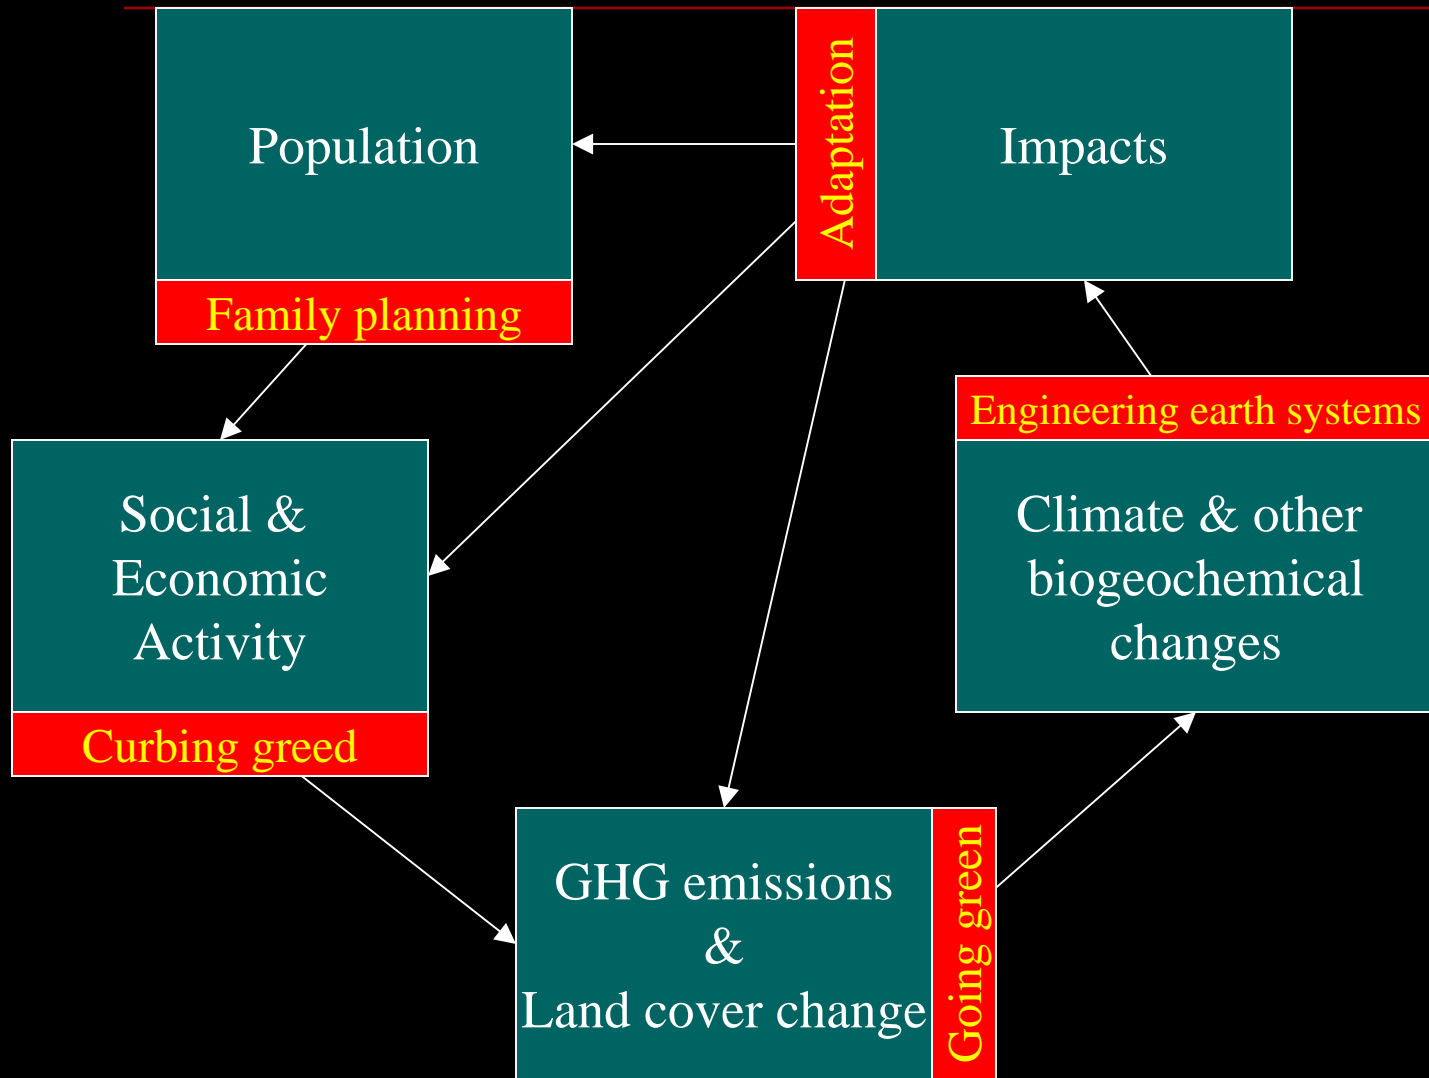 Population
Family planning
Adaptation
Impacts
Engineering earth systems
Climate & other
biogeochemical
changes
Social &
Economic
Activity
Curbing greed
GHG emissions
&
Land cover change
Going green